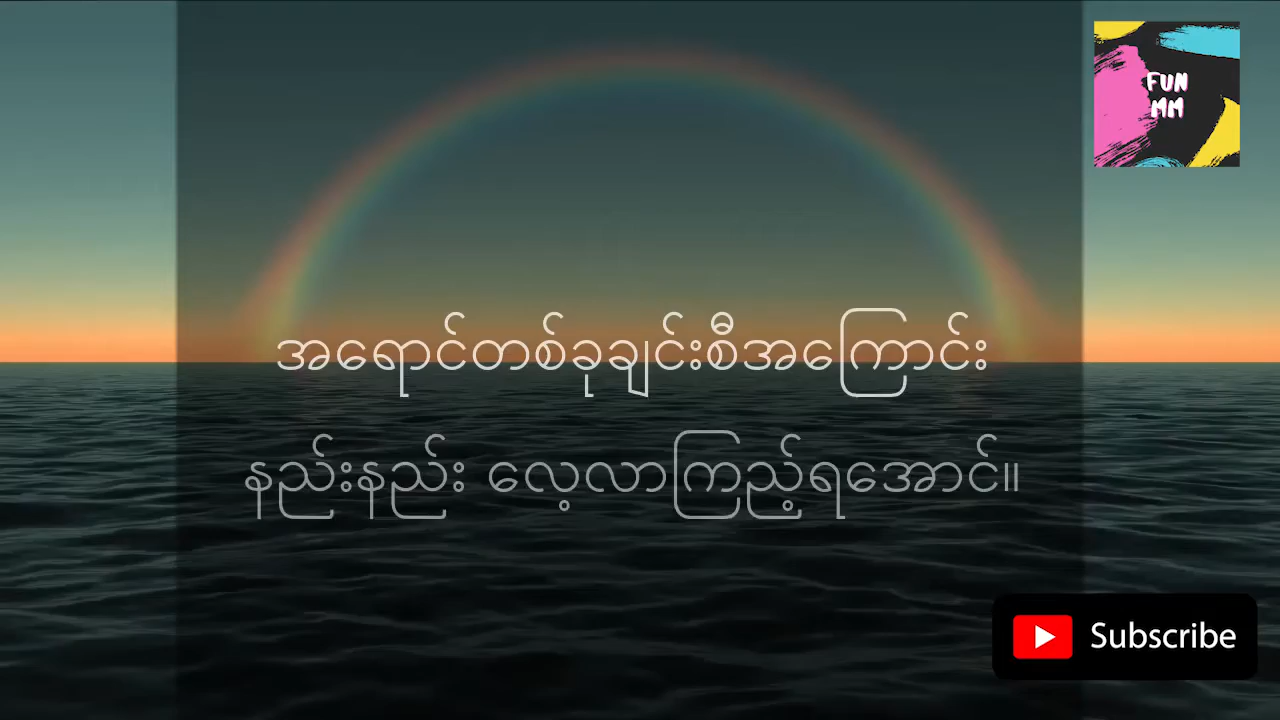 FUN
MM
အရောင်တစ်ခုချင်းစီအကြောင်း
နည်းနည်း လေ့လာကြည့်ရအောင်။
Subscribe